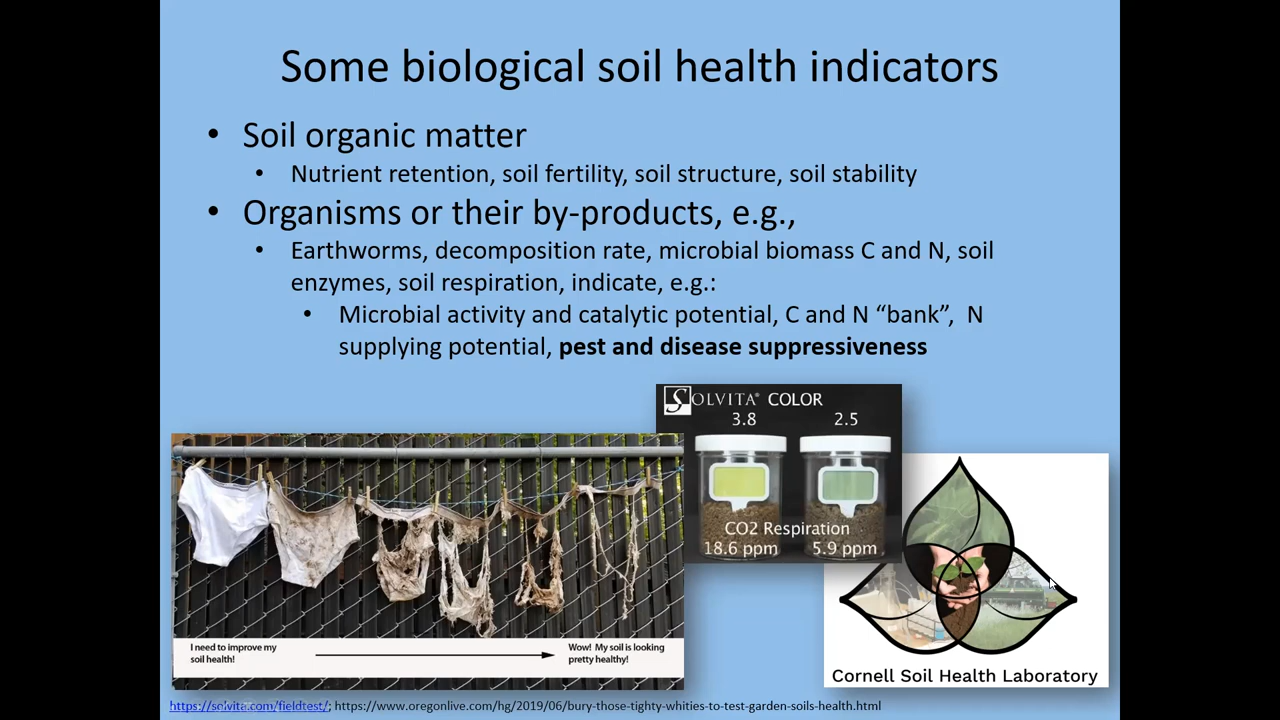 Some biological soil health indicators
• Soil organic matter
• Nutrient retention, soil fertility, soil structure, soil stability
• Organisms or their by-products, e.g.,
• Earthworms, decomposition rate, microbial biomass C and N, soil
enzymes, soil respiration, indicate, e.g.:
• Microbial activity and catalytic potential, C and N “bank”,  N
supplying potential, pest and disease suppressiveness
SOLVITA® COLOR
3.8 2.5
CO2 Respiration
18.6 ppm 5.9 ppm
I need to improve my
soil health!
Wow! My soil is looking
pretty healthy!
Cornell Soil Health Laboratory
https://solvita.com/fieldtest/; https://www.oregonlive.com/hg/2019/06/bury-those-tighty-whities-to-test-garden-soils-health.html